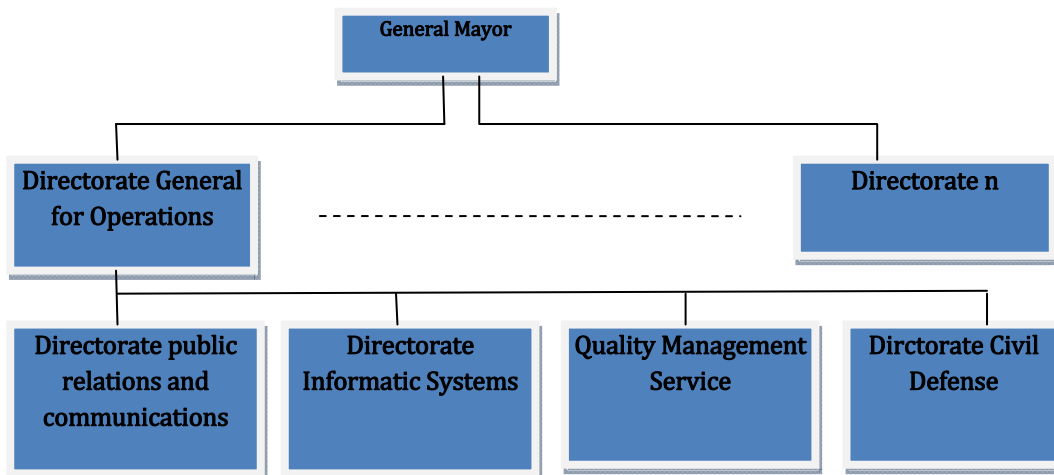 General Mayor
Directorate General
for Operations
Directorate n
Directorate public
relations and
communications
Directorate
Informatic Systems
Quality Management
Service
Dirctorate Civil
Defense